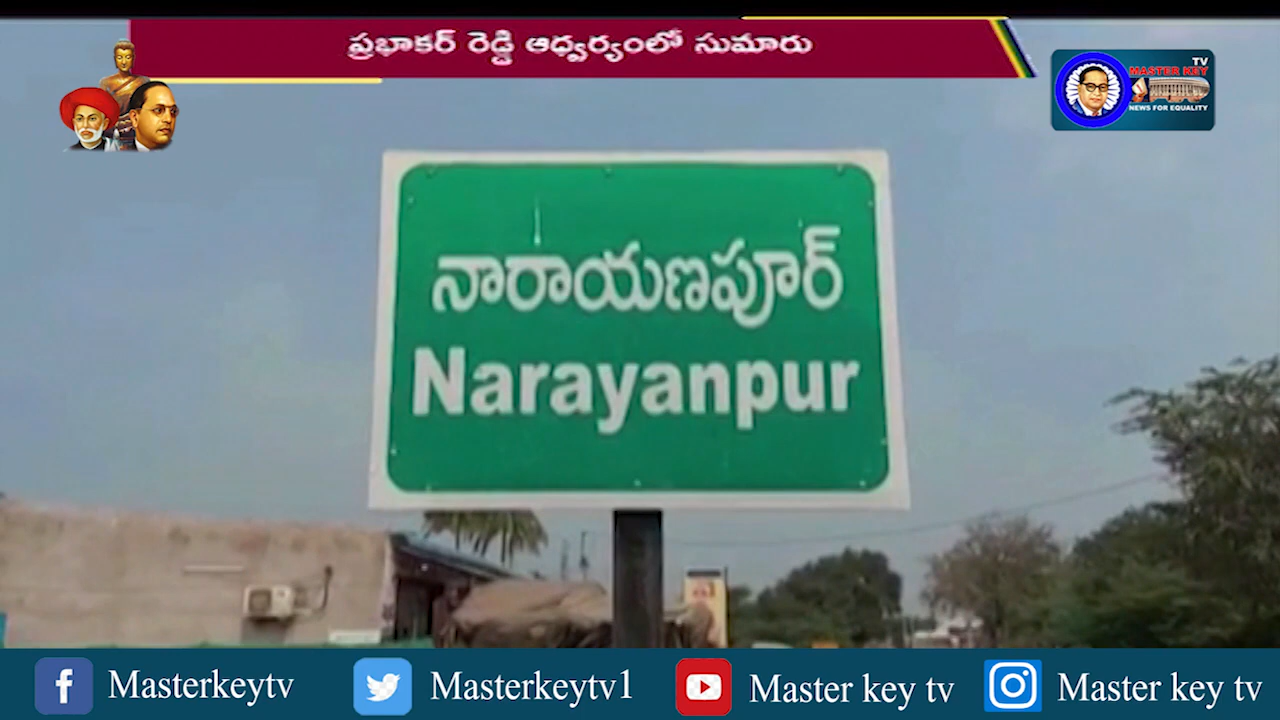 ప్రభాకర్ రెడ్డి ఆధ్వర్యంలో సుమారు
TV
MASTER KEY
NEWS FOR EQUALITY
నారాయణపూర్
Narayanpur
Masterkeytv
Masterkeytv1
Master key tv
Master key tv